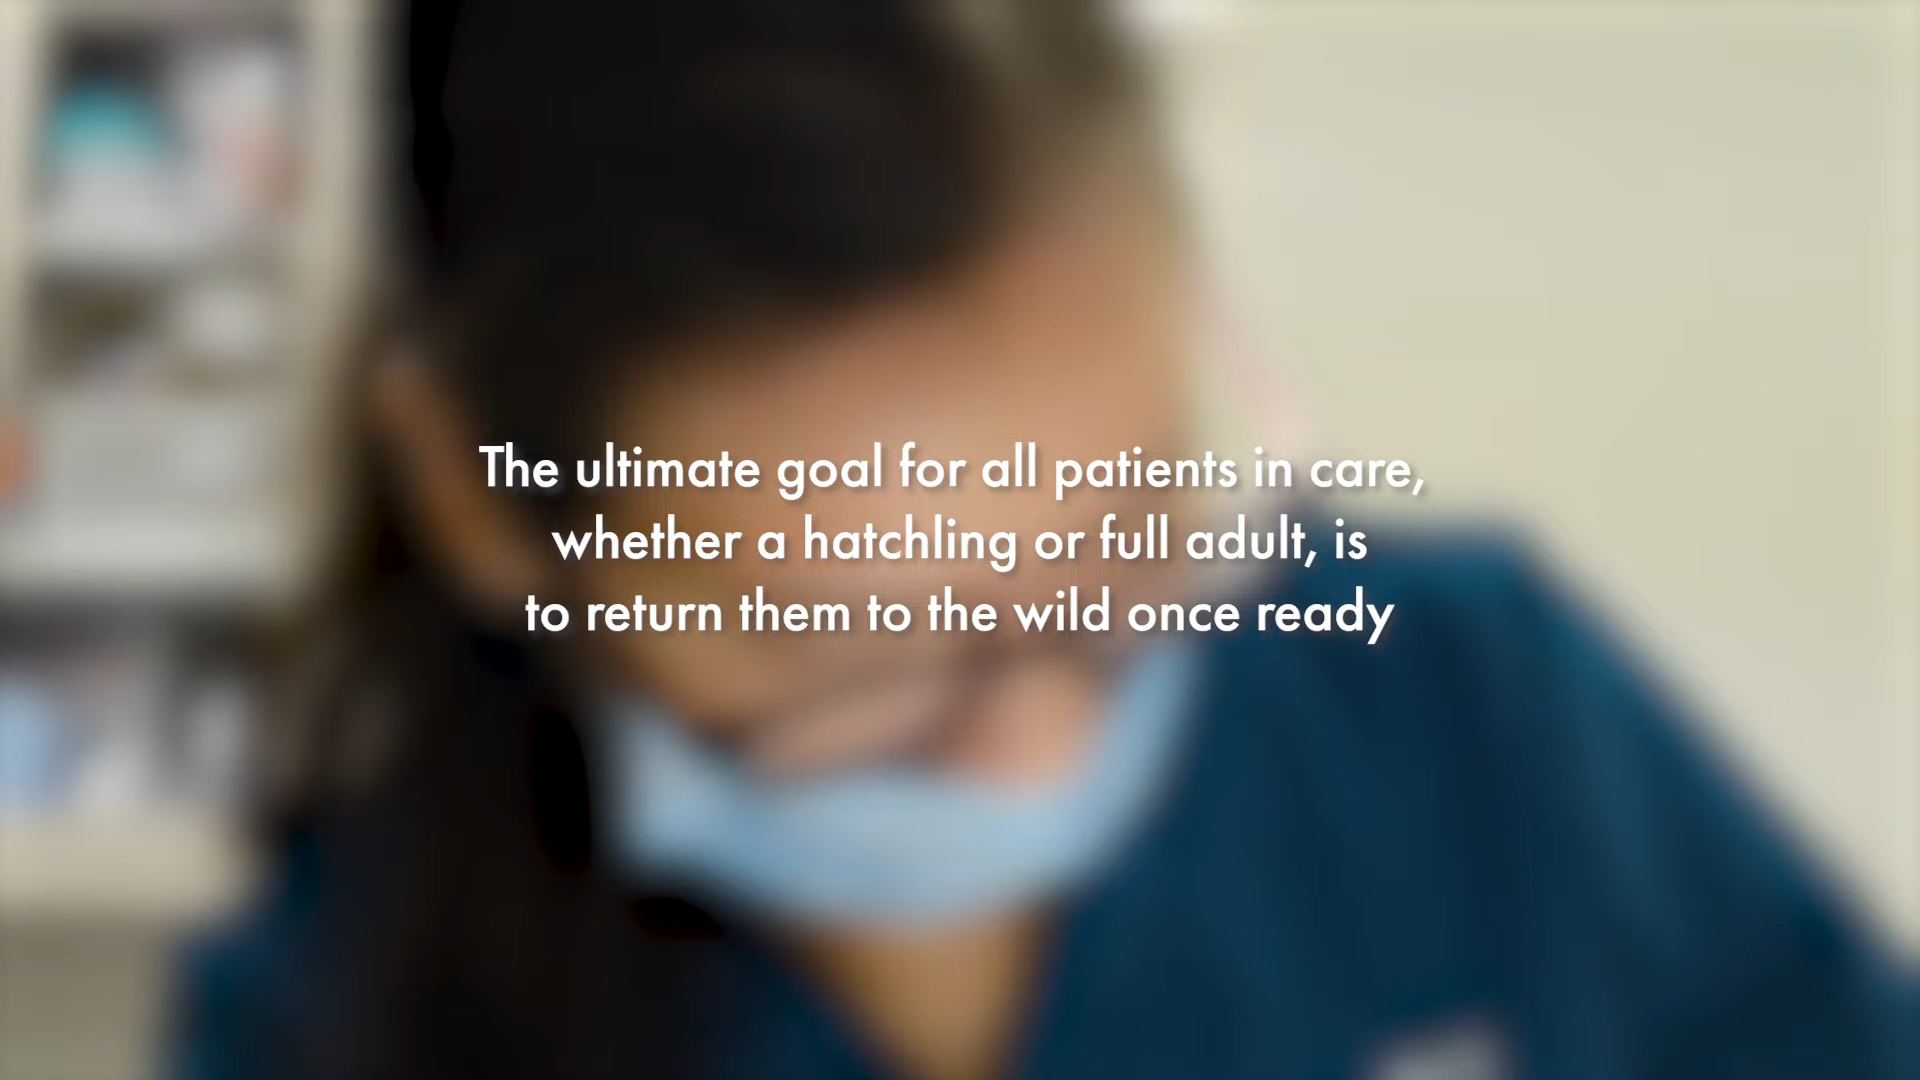 The ultimate goal for all patients in care,
whether a hatchling or full adult, is
to return them to the wild once ready